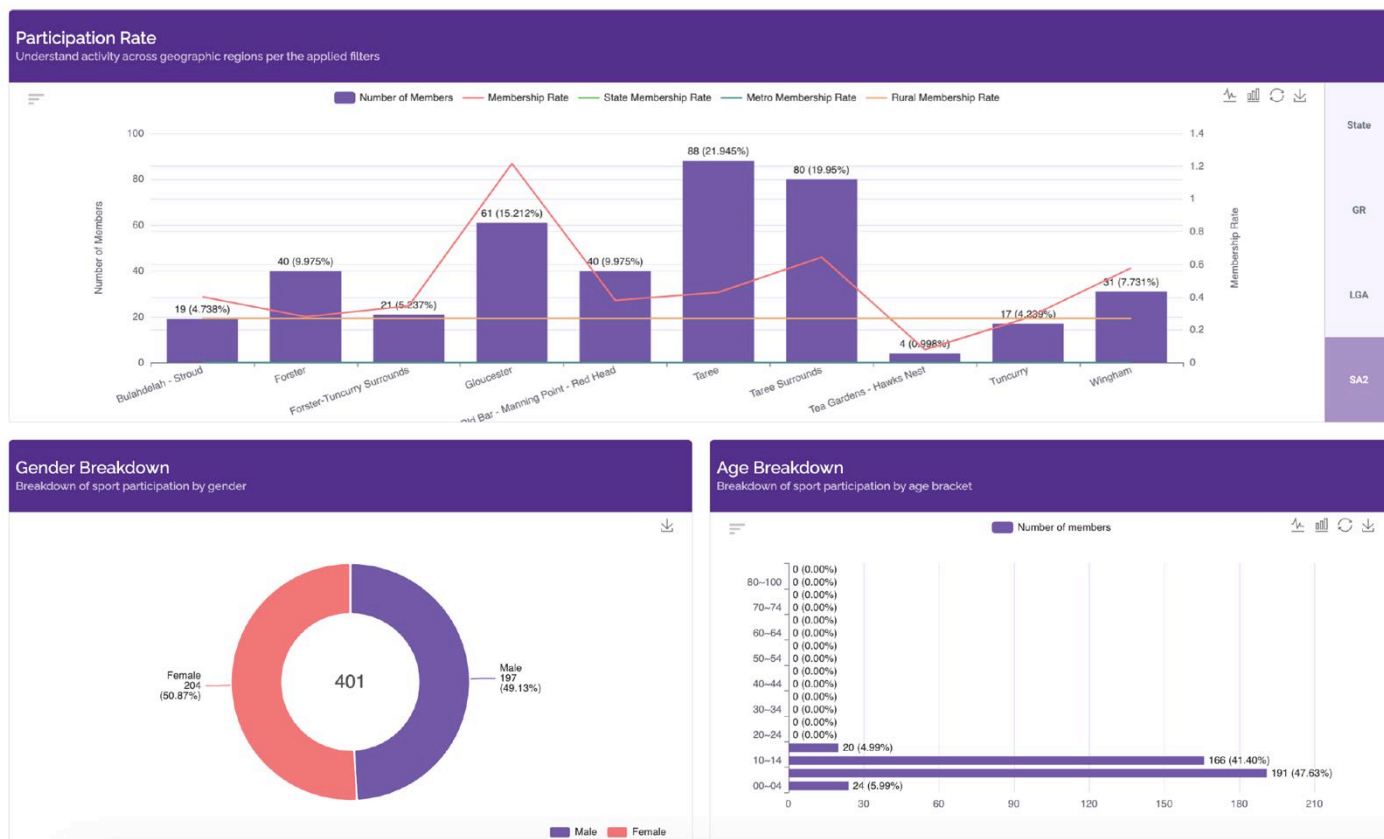 Participation Rate
Understand activity across geographic regions per the applied filters
Number of Members Membership Rate State Membership Rate Metro Membership Rate Rural Membership Rate
State
GR
LGA
SA2
Number of Members
100
80
60
40
20
0
19 (4.738%)
40 (9.975%)
21 (5.237%)
61 (15.212%)
40 (9.975%)
88 (21.945%)
80 (19.95%)
4 (0.998%)
17 (4.239%)
31 (7.731%)
1.4
1.2
1
0.8
0.6
0.4
0.2
0
Membership Rate
Bulahdelah - Stroud
Forster
Forster-Tuncurry Surrounds
Gloucester
Bar - Manning Point - Red Head
Taree
Taree Surrounds
Tea Gardens - Hawks Nest
Tuncurry
Wingham
Gender Breakdown
Breakdown of sport participation by gender
Female
204
(50.87%)
401
Male
197
(49.13%)
Male Female
Age Breakdown
Breakdown of sport participation by age bracket
Number of members
0 (0.00%)
80~100 0 (0.00%)
0 (0.00%)
70~74 0 (0.00%)
0 (0.00%)
60~64 0 (0.00%)
0 (0.00%)
50~54 0 (0.00%)
0 (0.00%)
40~44 0 (0.00%)
0 (0.00%)
30~34 0 (0.00%)
0 (0.00%)
20~24 0 (0.00%)
20 (4.99%)
10~14 166 (41.40%)
191 (47.63%)
00~04 24 (5.99%)
0 30 60 90 120 150 180 210